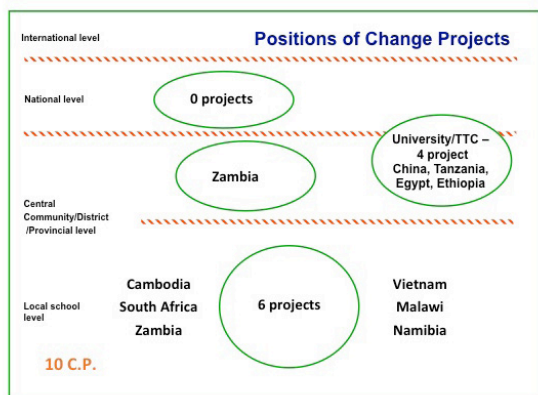 International level
Positions of Change Projects
National level
0 projects
University/TTC –
4 project
China, Tanzania,
Egypt, Ethiopia
Zambia
Central
Community/District
/Provincial level
Cambodia
South Africa
Zambia
Local school
level
6 projects
Vietnam
Malawi
Namibia
10 C.P.